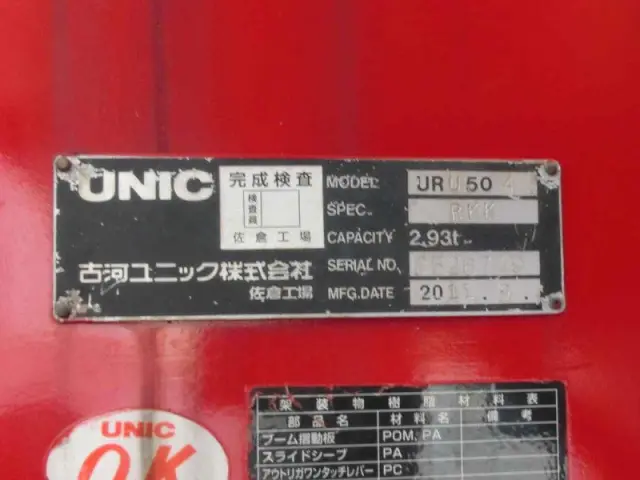 UNIC
完成検査
検査員
佐倉工場
古河ユニック株式会社
佐倉工場
MODEL URU504
SPEC. RKK
CAPACITY 2.93t
SERIAL NO.
MFG.DATE 20
架装物樹脂材料表
部品名 材料名 備考
ブーム摺動板 POM, PA
スライドシーブ PA
アウトリガワンタッチレバー PC
UNIC
O.K